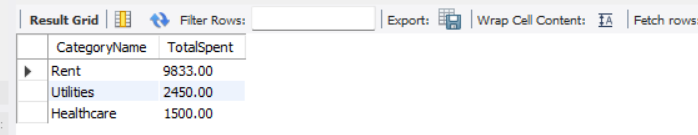 Result Grid Filter Rows: Export: Wrap Cell Content: IA Fetch rows:
CategoryName TotalSpent
Rent 9833.00
Utilities 2450.00
Healthcare 1500.00